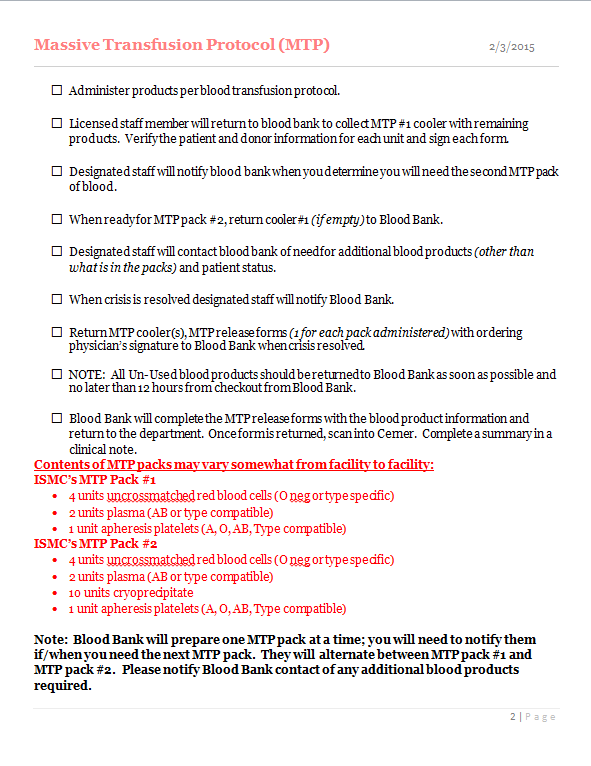 Massive Transfusion Protocol (MTP) 2/3/2015
☐ Administer products per blood transfusion protocol.
☐ Licensed staff member will return to blood bank to collect MTP #1 cooler with remaining
products. Verify the patient and donor information for each unit and sign each form.
☐ Designated staff will notify blood bank when you determine you will need the second MTP pack
of blood.
☐ When ready for MTP pack #2, return cooler #1 (if empty) to Blood Bank.
☐ Designated staff will contact blood bank of need for additional blood products (other than
what is in the packs) and patient status.
☐ When crisis is resolved designated staff will notify Blood Bank.
☐ Return MTP cooler(s), MTP release forms (1 for each pack administered) with ordering
physician's signature to Blood Bank when crisis resolved.
☐ NOTE: All Un-Used blood products should be returned to Blood Bank as soon as possible and
no later than 12 hours from checkout from Blood Bank.
☐ Blood Bank will complete the MTP release forms with the blood product information and
return to the department. Once form is returned, scan into Cerner. Complete a summary in a
clinical note.
Contents of MTP packs may vary somewhat from facility to facility:
ISMC's MTP Pack #1
• 4 units uncrossmatched red blood cells (O neg or type specific)
• 2 units plasma (AB or type compatible)
• 1 unit apheresis platelets (A, O, AB, Type compatible)
ISMC's MTP Pack #2
• 4 units uncrossmatched red blood cells (O neg or type specific)
• 2 units plasma (AB or type compatible)
• 10 units cryoprecipitate
• 1 unit apheresis platelets (A, O, AB, Type compatible)
Note: Blood Bank will prepare one MTP pack at a time; you will need to notify them
if/when you need the next MTP pack. They will alternate between MTP pack #1 and
MTP pack #2. Please notify Blood Bank contact of any additional blood products
required.
2 | Page